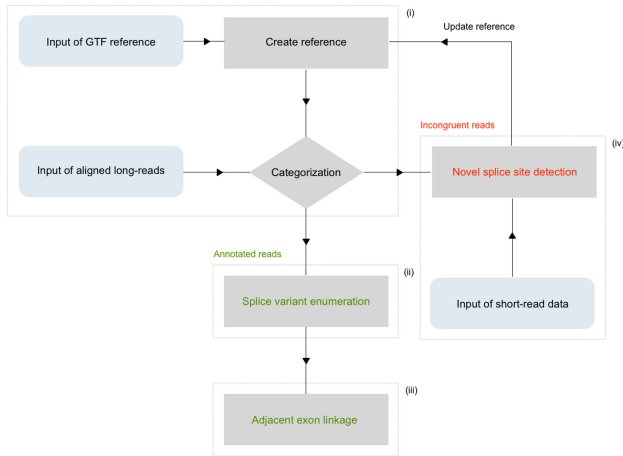 (i)
Input of GTF reference
Create reference
Update reference
Incongruent reads
(iv)
Input of aligned long-reads
Categorization
Novel splice site detection
Annotated reads
(ii)
Splice variant enumeration
Input of short-read data
(iii)
Adjacent exon linkage